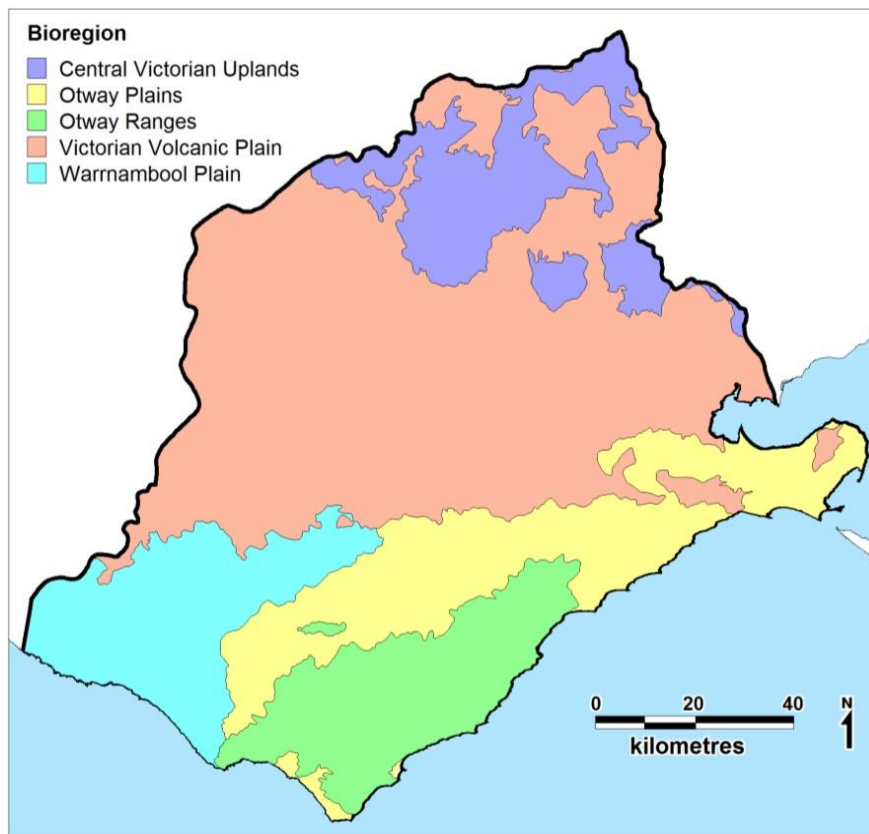 Bioregion
Central Victorian Uplands
Otway Plains
Otway Ranges
Victorian Volcanic Plain
Warrnambool Plain
0 20 40
kilometres
N